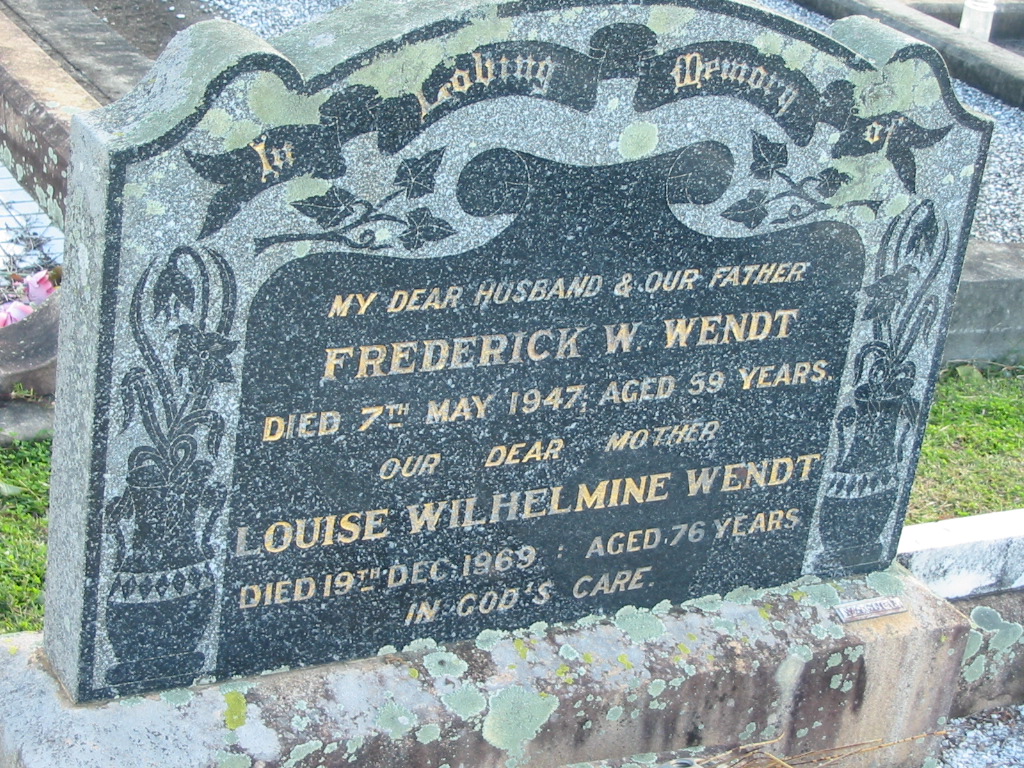 In Loving Memory of
MY DEAR HUSBAND & OUR FATHER
FREDERICK W. WENDT
DIED 7TH MAY 1947, AGED 59 YEARS.
OUR DEAR MOTHER
LOUISE WILHELMINE WENDT
DIED 19TH DEC. 1969 : AGED 76 YEARS
IN GOD'S CARE.